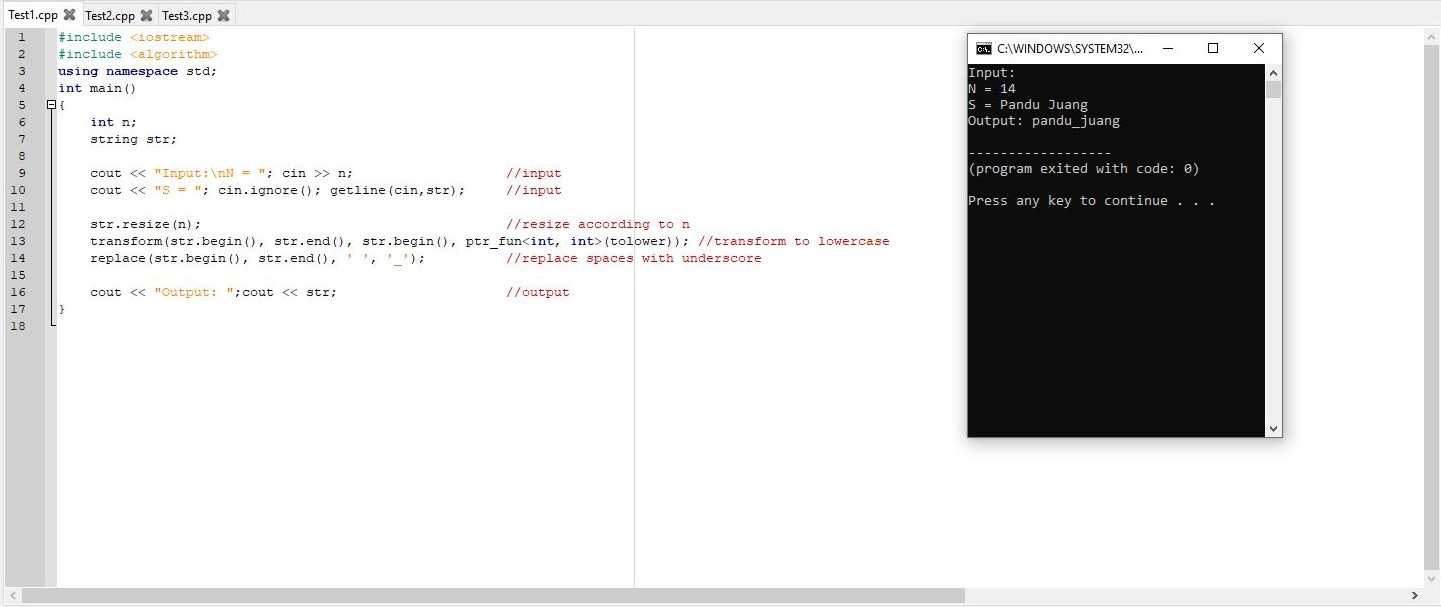 Test1.cpp Test2.cpp Test3.cpp
1 #include <iostream>
2 #include <algorithm>
3 using namespace std;
4 int main()
5 {
6 int n;
7 string str;
8
9 cout << "Input:\nN = "; cin >> n; //input
10 cout << "S = "; cin.ignore(); getline(cin,str); //input
11
12 str.resize(n); //resize according to n
13 transform(str.begin(), str.end(), str.begin(), ptr_fun<int, int>(tolower)); //transform to lowercase
14 replace(str.begin(), str.end(), ' ', '_'); //replace spaces with underscore
15
16 cout << "Output: ";cout << str; //output
17 }
18
C:\WINDOWS\SYSTEM32\...
Input:
N = 14
S = Pandu Juang
Output: pandu_juang
------------------
(program exited with code: 0)
Press any key to continue . . .